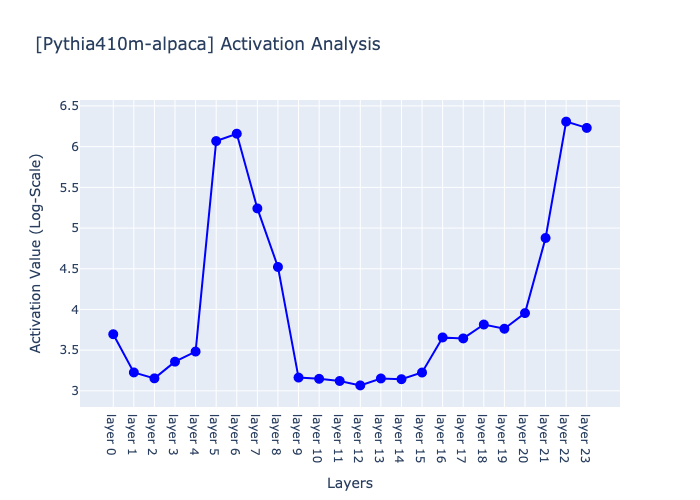 [Pythia410m-alpaca] Activation Analysis
Activation Value (Log-Scale)
6.5
6
5.5
5
4.5
4
3.5
3
layer 0
layer 1
layer 2
layer 3
layer 4
layer 5
layer 6
layer 7
layer 8
layer 9
layer 10
layer 11
layer 12
layer 13
layer 14
layer 15
layer 16
layer 17
layer 18
layer 19
layer 20
layer 21
layer 22
layer 23
Layers